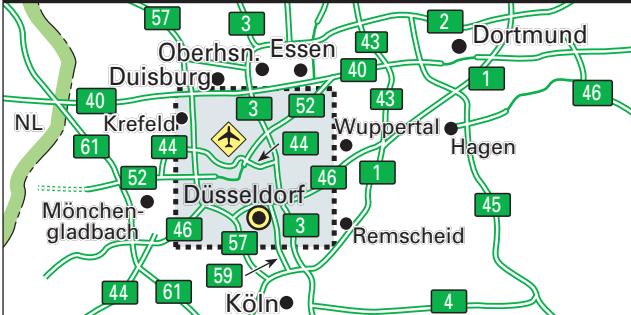 57
3
2
Dortmund
43
Oberhsn.
Essen
Duisburg
40
1
40
43
46
3
52
NL
Krefeld
Wuppertal
61
44
44
Hagen
52
46
1
Düsseldorf
45
Mönchen-
gladbach
46
3
Remscheid
57
59
44
61
Köln
4